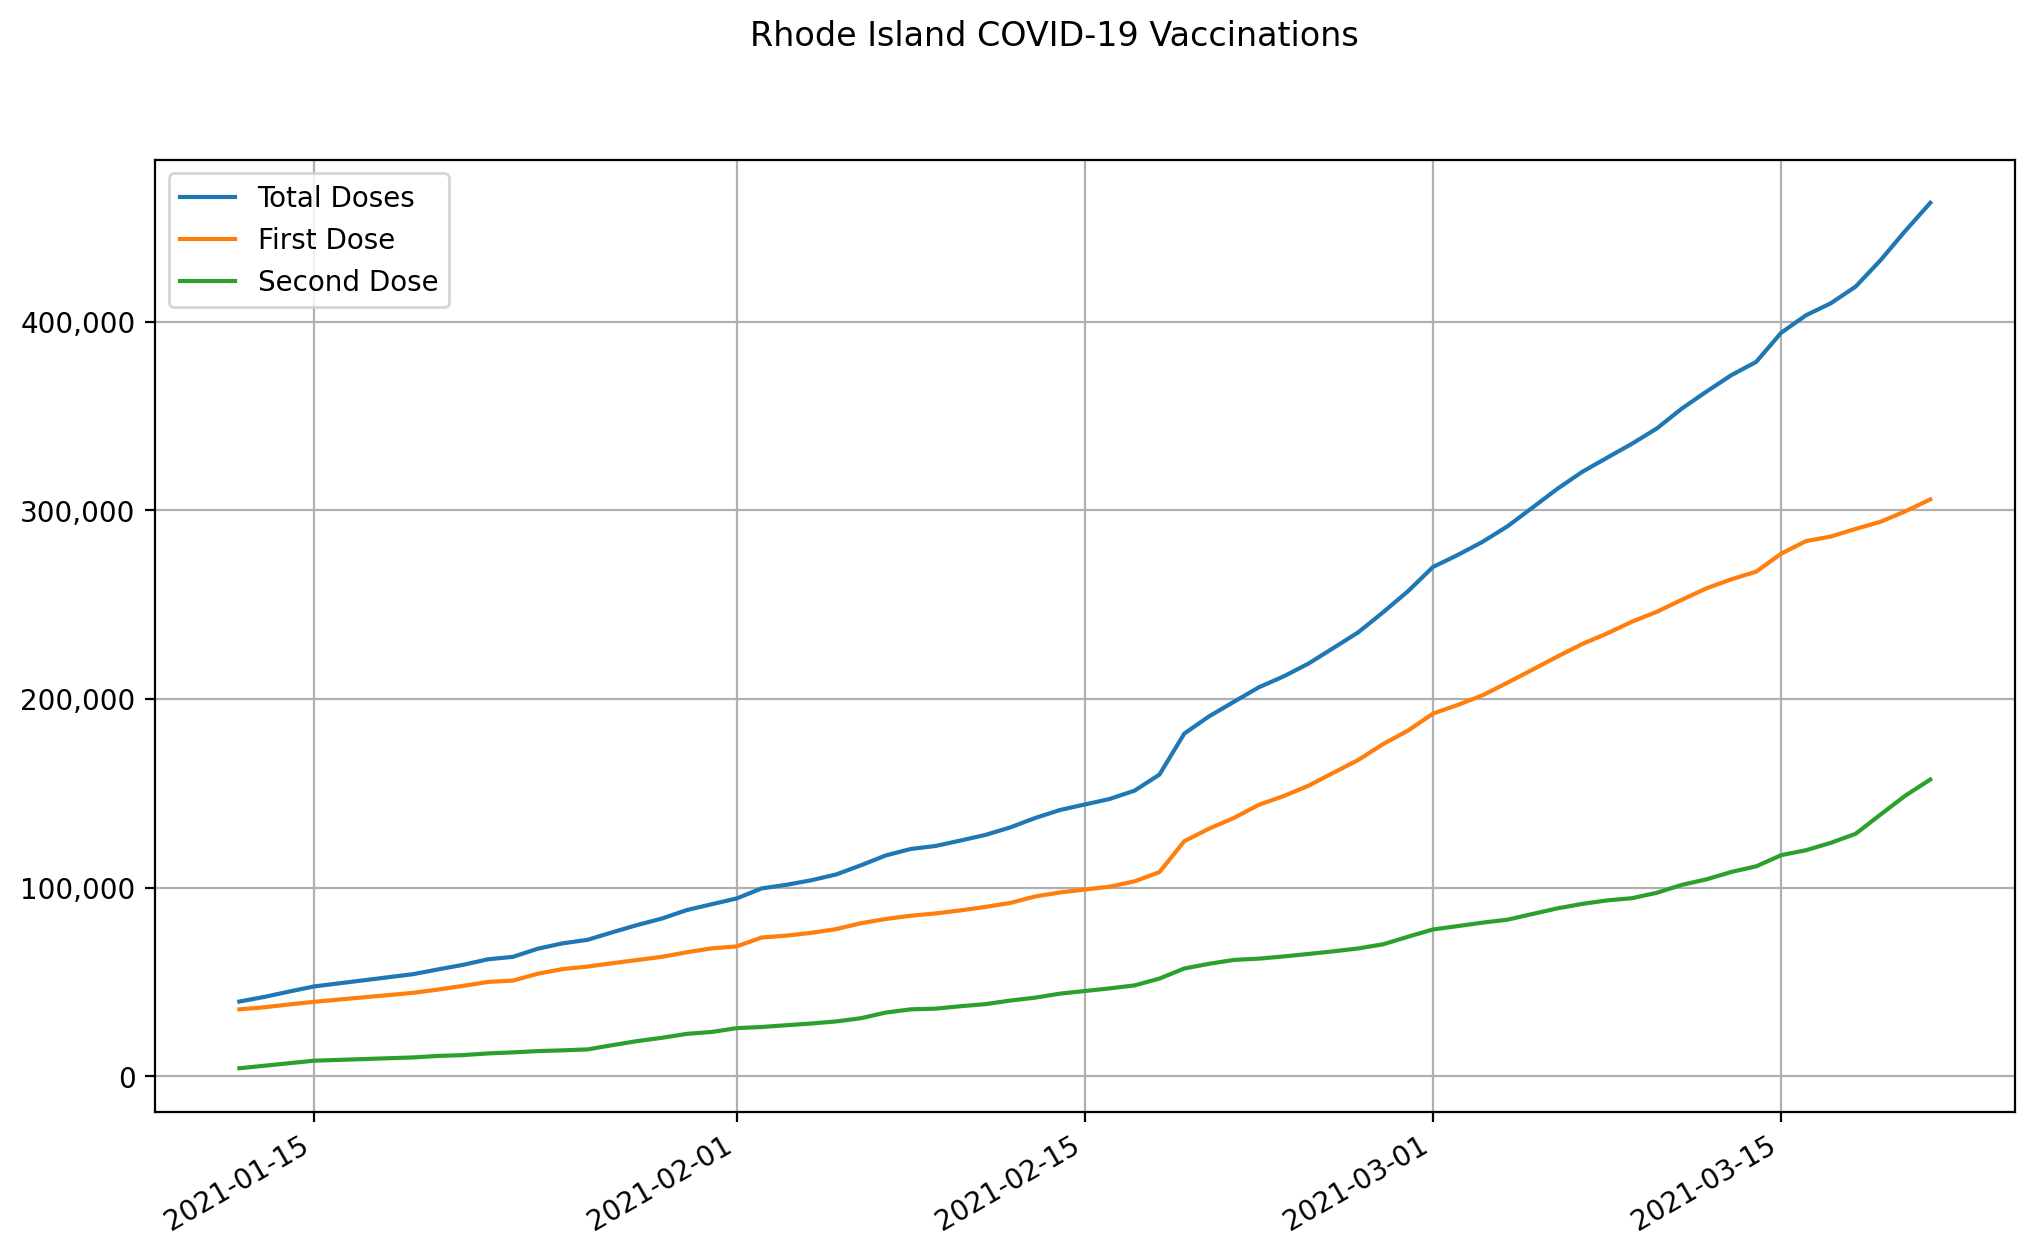 Rhode Island COVID-19 Vaccinations
Total Doses
First Dose
Second Dose
400,000
300,000
200,000
100,000
0
2021-01-15
2021-02-01
2021-02-15
2021-03-01
2021-03-15